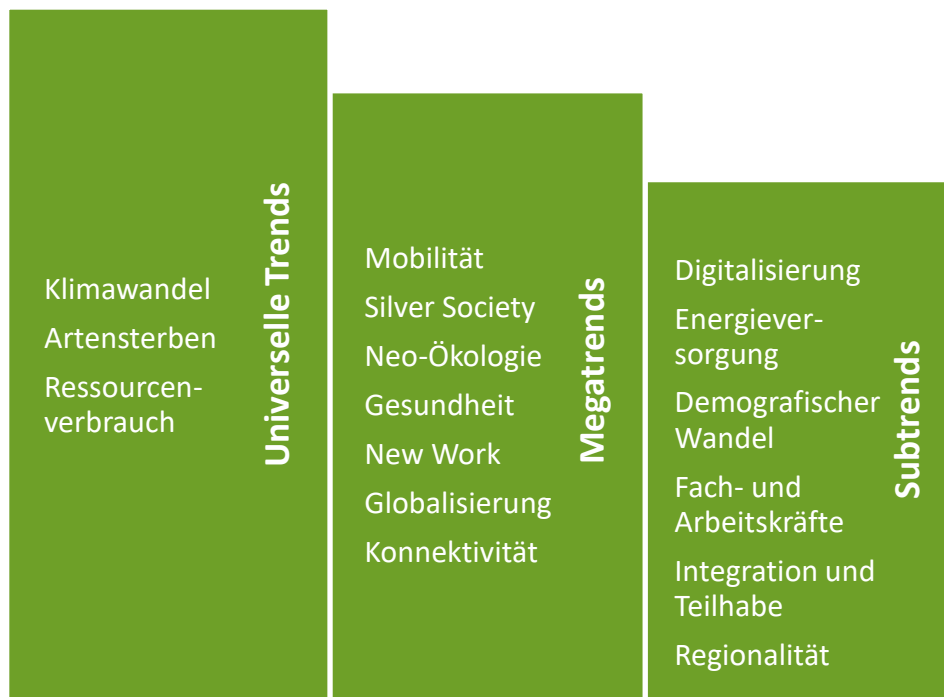 Universelle Trends
Klimawandel
Artensterben
Ressourcen-
verbrauch
Megatrends
Mobilität
Silver Society
Neo-Ökologie
Gesundheit
New Work
Globalisierung
Konnektivität
Subtrends
Digitalisierung
Energiever-
sorgung
Demografischer
Wandel
Fach- und
Arbeitskräfte
Integration und
Teilhabe
Regionalität